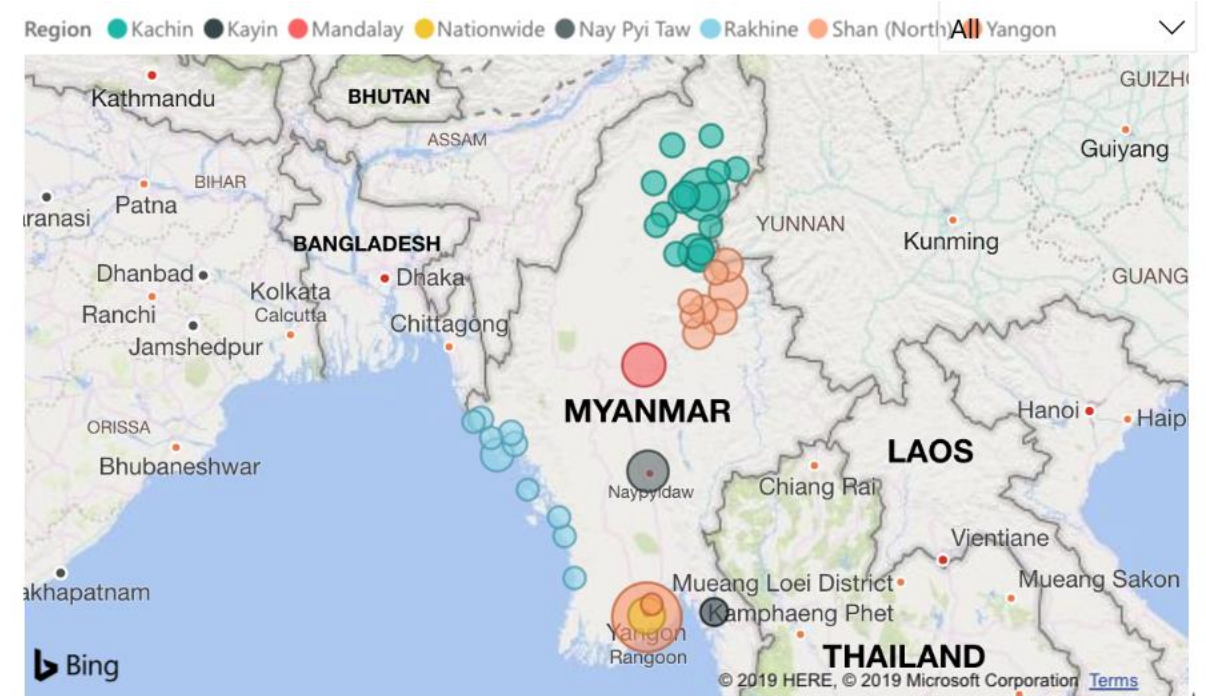 Region Kachin Kayin Mandalay Nationwide Nay Pyi Taw Rakhine Shan (North) All Yangon
Kathmandu
BHUTAN
GUIZH
ASSAM
Guiyang
BIHAR
Patna
aranasi
YUNNAN
Kunming
BANGLADESH
Dhanbad
Dhaka
GUANG
Ranchi
Kolkata
Calcutta
Chittagong
Jamshedpur
MYANMAR
Hanoi
Haip
ORISSA
LAOS
Bhubaneshwar
Naypyidaw
Chiang Rai
Vientiane
akhapatnam
Mueang Loei District
Mueang Sakon
Kamphaeng Phet
Yangon
Rangoon
THAILAND
Bing
© 2019 HERE, © 2019 Microsoft Corporation Terms